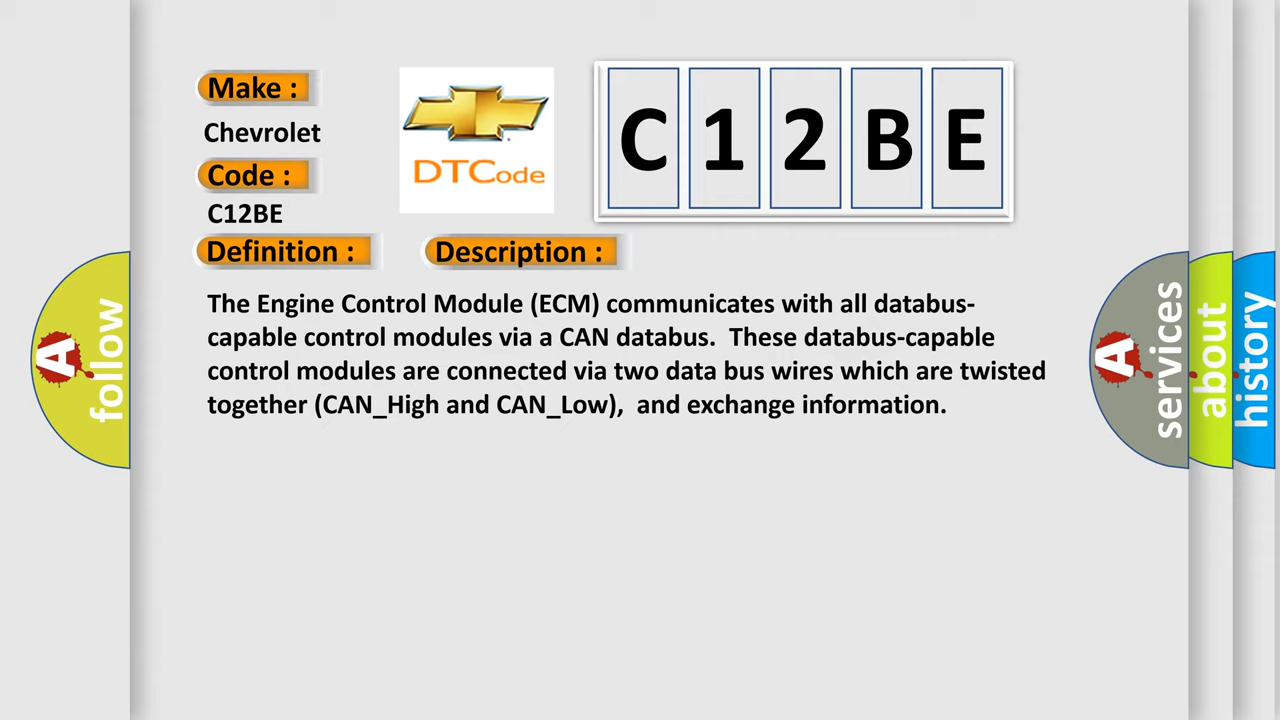 Make :
Chevrolet
Code :
C12BE
DTCode
C12BE
Definition :
Description :
The Engine Control Module (ECM) communicates with all databus-
capable control modules via a CAN databus. These databus-capable
control modules are connected via two data bus wires which are twisted
together (CAN_High and CAN_Low), and exchange information.
A follow
A services
about
history